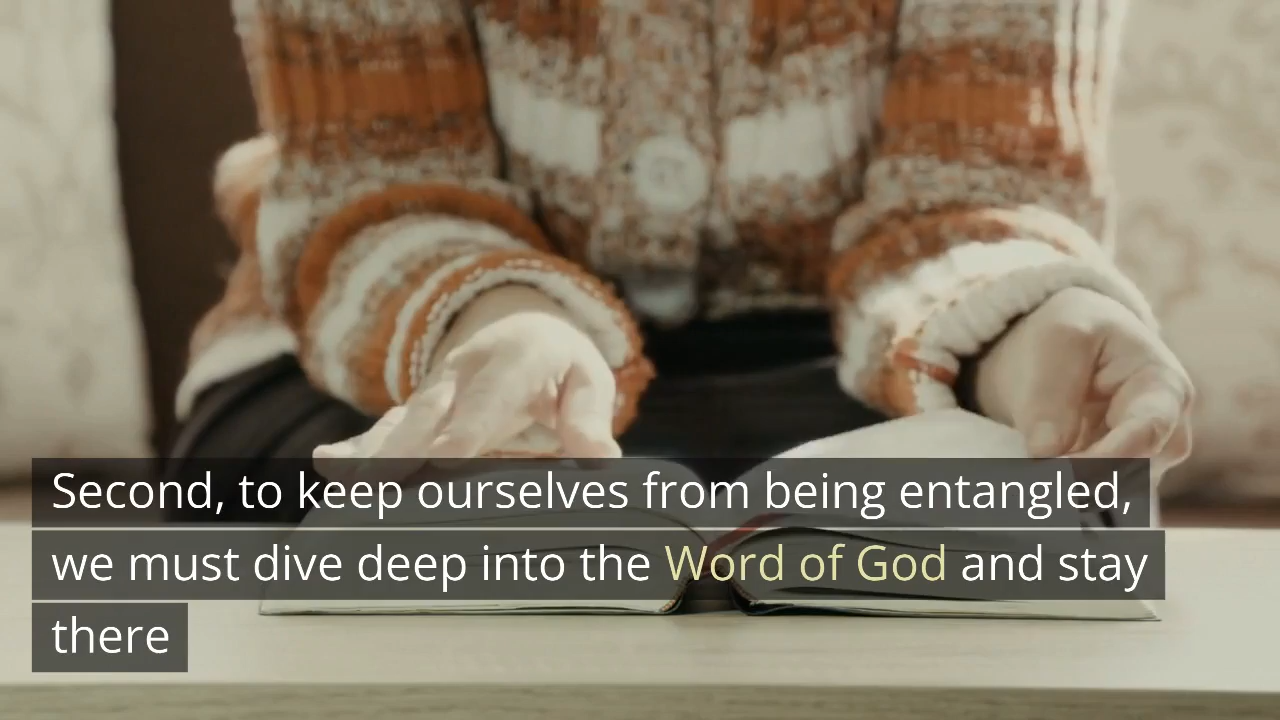 Second, to keep ourselves from being entangled,
we must dive deep into the Word of God and stay
there